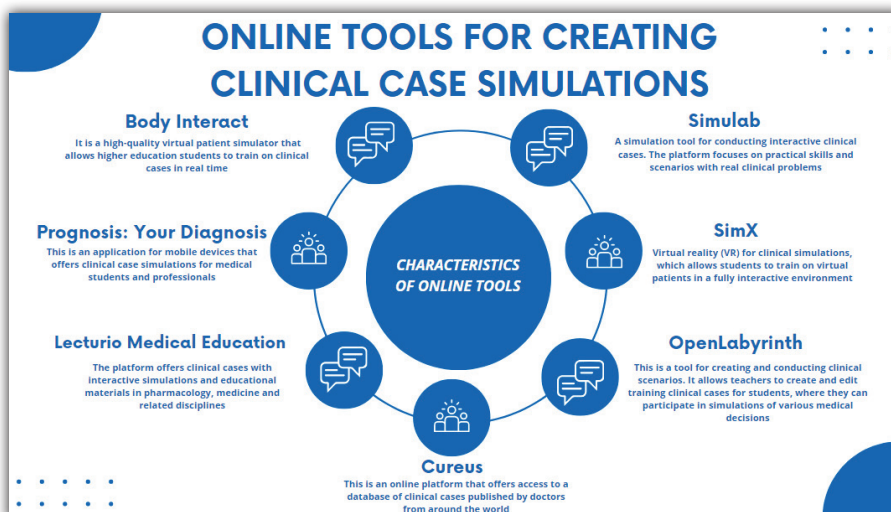 ONLINE TOOLS FOR CREATING
CLINICAL CASE SIMULATIONS
Body Interact
It is a high-quality virtual patient simulator that
allows higher education students to train on clinical
cases in real time
Simulab
A simulation tool for conducting interactive clinical
cases. The platform focuses on practical skills and
scenarios with real clinical problems
Prognosis: Your Diagnosis
This is an application for mobile devices that
offers clinical case simulations for medical
students and professionals
CHARACTERISTICS
OF ONLINE TOOLS
SimX
Virtual reality (VR) for clinical simulations,
which allows students to train on virtual
patients in a fully interactive environment
Lecturio Medical Education
The platform offers clinical cases with
interactive simulations and educational
materials in pharmacology, medicine and
related disciplines
OpenLabyrinth
This is a tool for creating and conducting clinical
scenarios. It allows teachers to create and edit
training clinical cases for students, where they can
participate in simulations of various medical
decisions
Cureus
This is an online platform that offers access to a
database of clinical cases published by doctors
from around the world